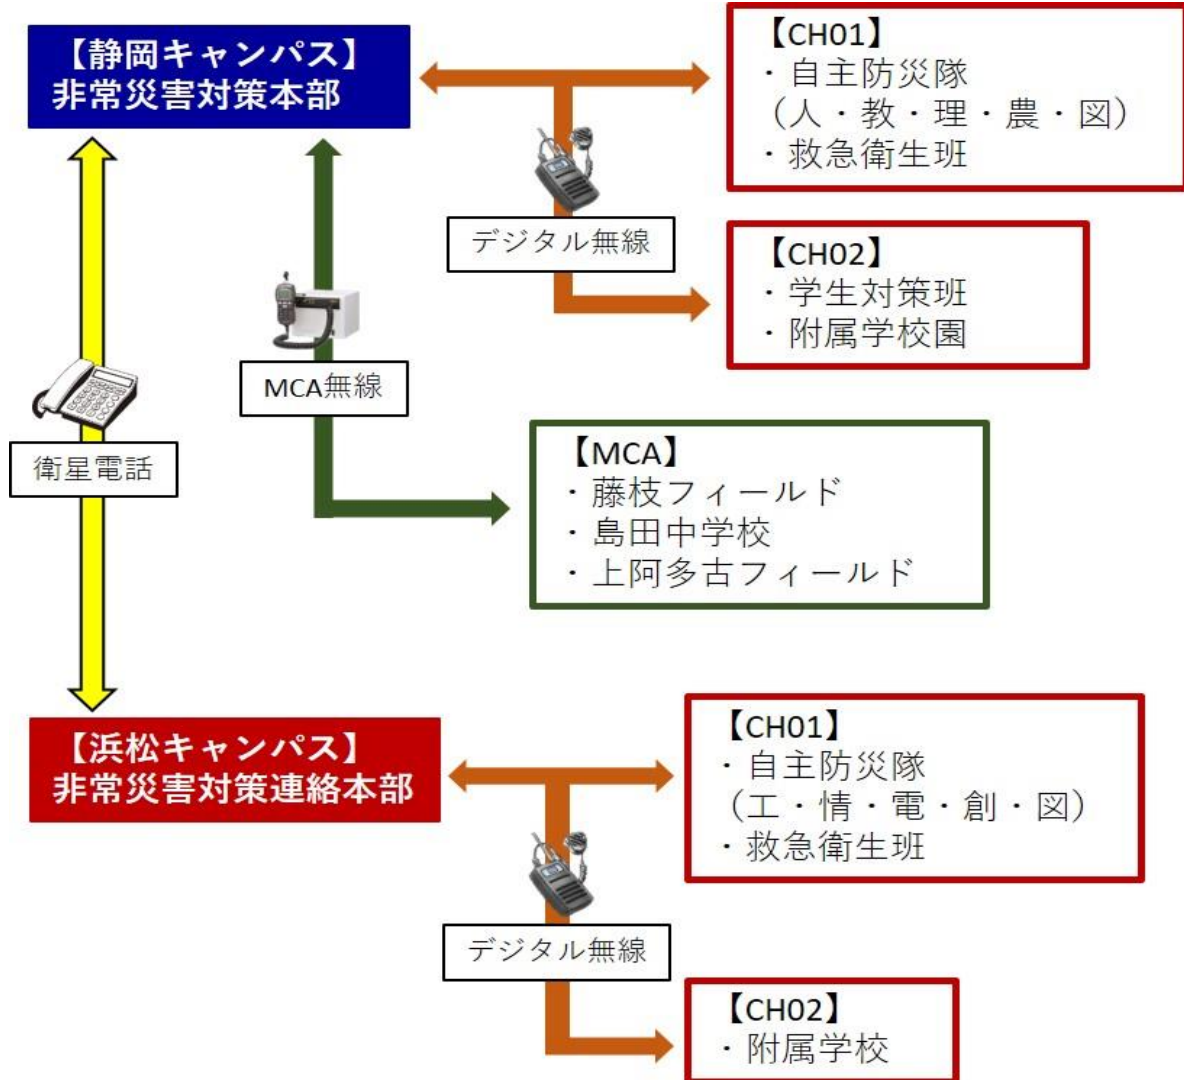 【静岡キャンパス】
非常災害対策本部
【CH01】
・自主防災隊
（人・教・理・農・図）
・救急衛生班
デジタル無線
【CH02】
・学生対策班
・附属学校園
MCA無線
衛星電話
【MCA】
・藤枝フィールド
・島田中学校
・上阿多古フィールド
【浜松キャンパス】
非常災害対策連絡本部
【CH01】
・自主防災隊
（工・情・電・創・図）
・救急衛生班
デジタル無線
【CH02】
・附属学校